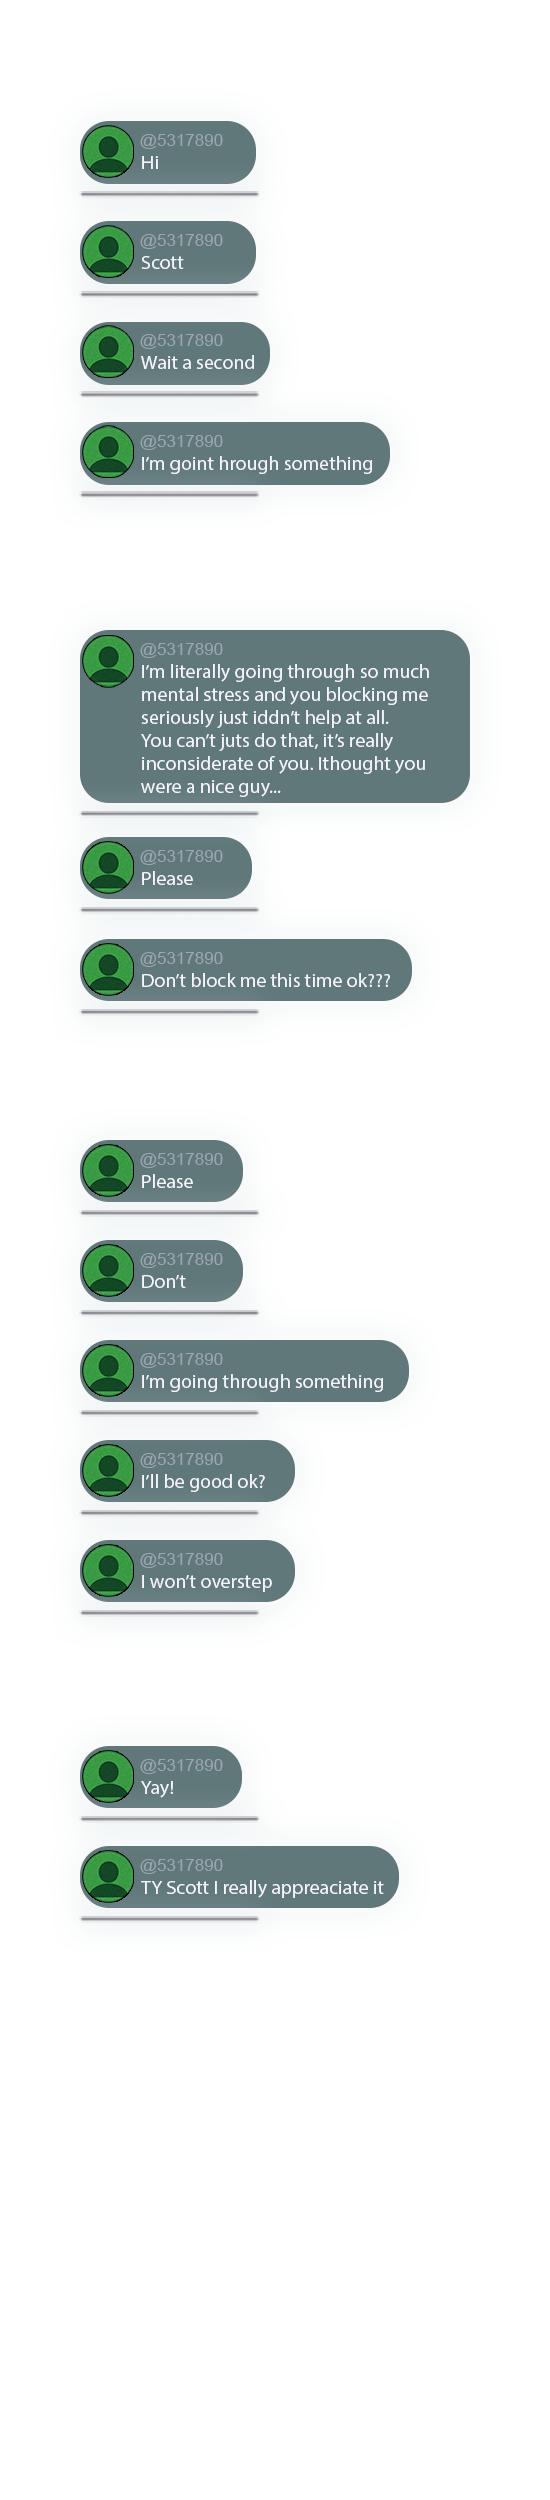 @5317890
Hi
@5317890
Scott
@5317890
Wait a second
@5317890
I'm goint hrough something
@5317890
I'm literally going through so much
mental stress and you blocking me
seriously just iddn't help at all.
You can't juts do that, it's really
inconsiderate of you. Ithought you
were a nice guy...
@5317890
Please
@5317890
Don't block me this time ok???
@5317890
Please
@5317890
Don't
@5317890
I'm going through something
@5317890
I'll be good ok?
@5317890
I won't overstep
@5317890
Yay!
@5317890
TY Scott I really appreaciate it